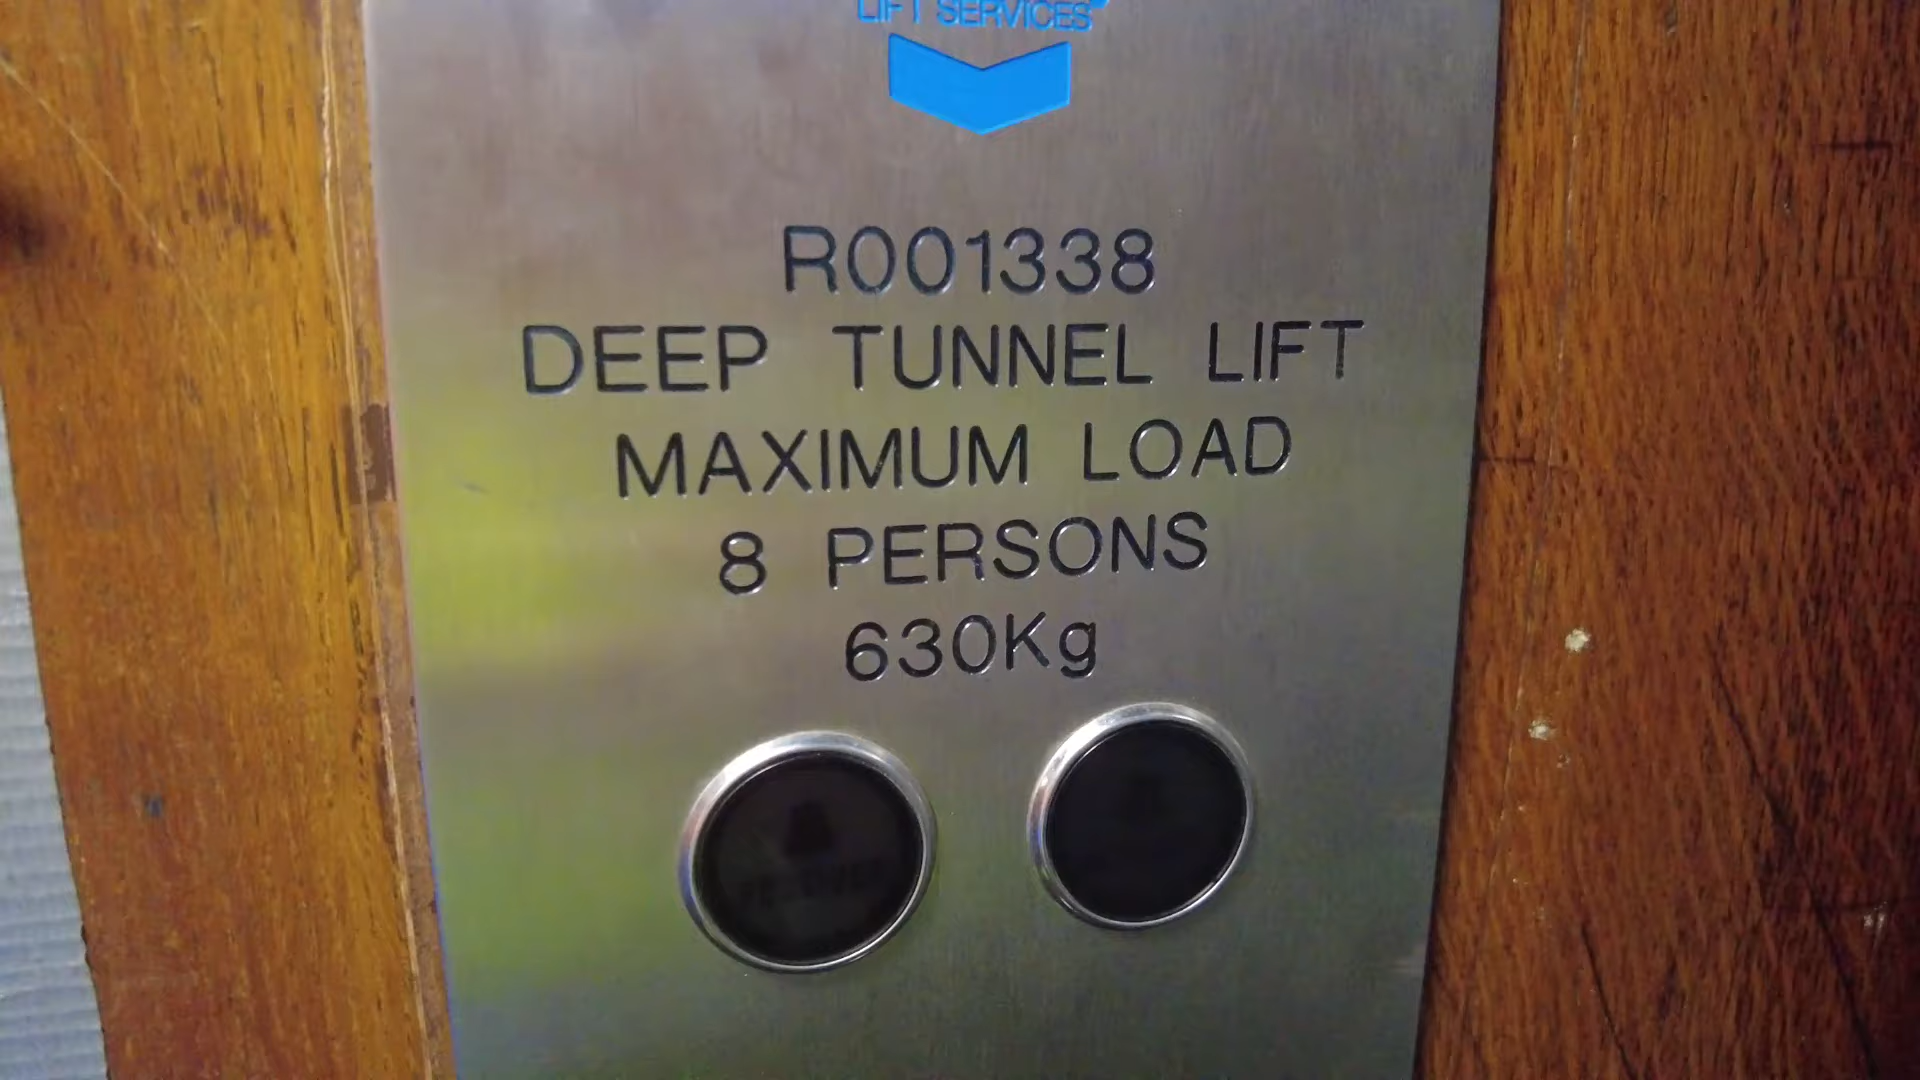 LIFT SERVICES
R001338
DEEP TUNNEL LIFT
MAXIMUM LOAD
8 PERSONS
630Kg